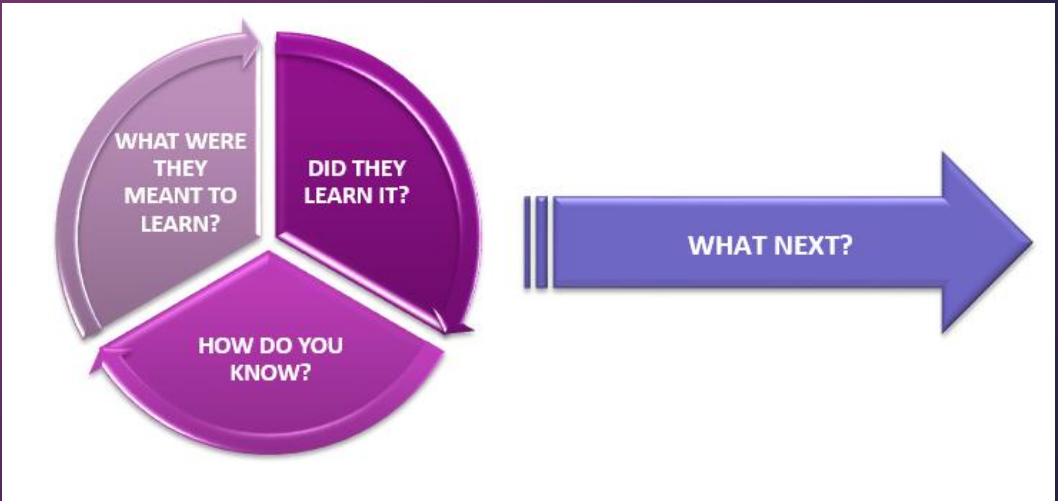 WHAT WERE
THEY
MEANT TO
LEARN?
DID THEY
LEARN IT?
HOW DO YOU
KNOW?
WHAT NEXT?